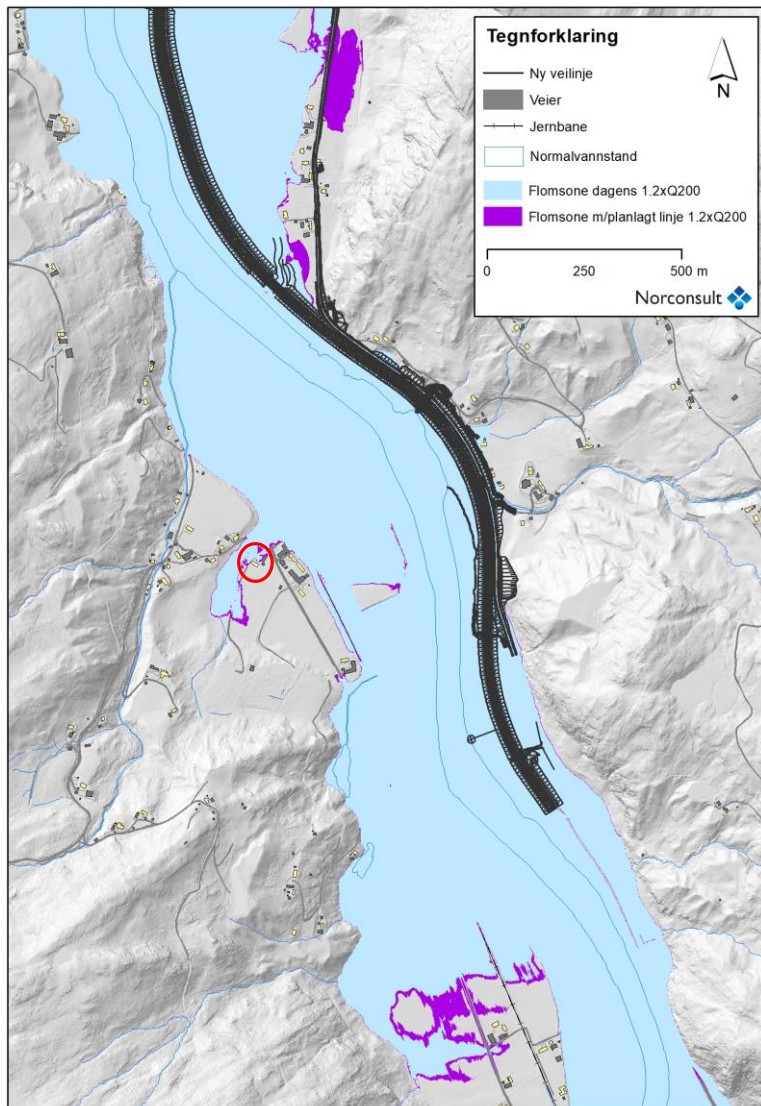 Tegnforklaring
Ny veilinje
Veier
Jernbane
Normalvannstand
Flomsone dagens 1.2xQ200
Flomsone m/planlagt linje 1.2xQ200
N
0 250 500 m
Norconsult